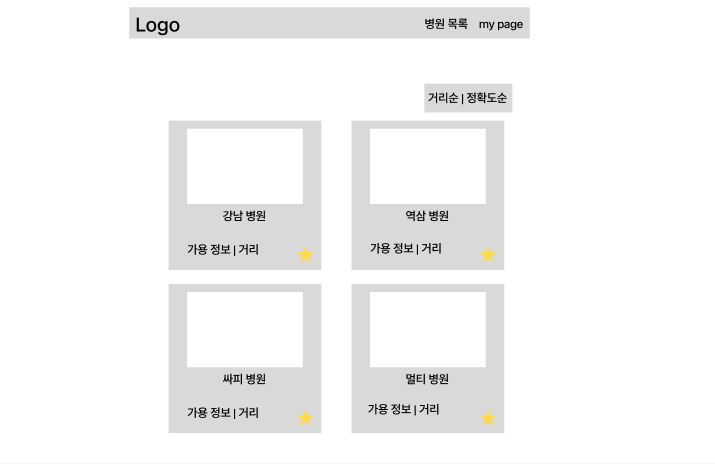 Logo
병원 목록 my page
거리순 | 정확도순
강남 병원
역삼 병원
가용 정보 | 거리
가용 정보 | 거리
싸피 병원
멀티 병원
가용 정보 | 거리
가용 정보 | 거리